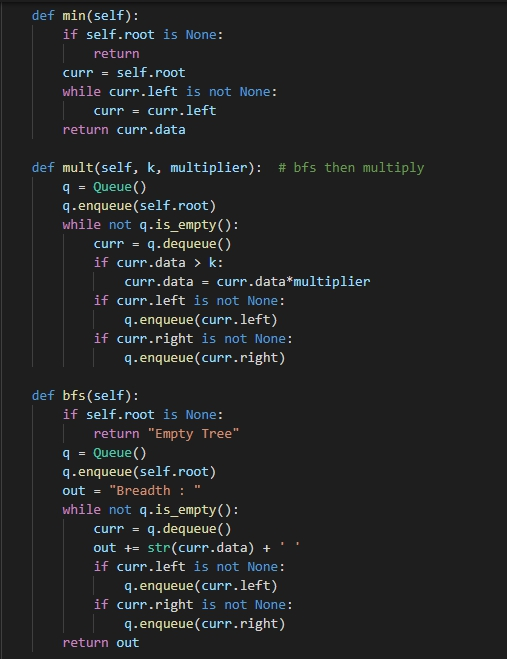 def min(self):
    if self.root is None:
        return
    curr = self.root
    while curr.left is not None:
        curr = curr.left
    return curr.data

def mult(self, k, multiplier):  # bfs then multiply
    q = Queue()
    q.enqueue(self.root)
    while not q.is_empty():
        curr = q.dequeue()
        if curr.data > k:
            curr.data = curr.data*multiplier
        if curr.left is not None:
            q.enqueue(curr.left)
        if curr.right is not None:
            q.enqueue(curr.right)

def bfs(self):
    if self.root is None:
        return "Empty Tree"
    q = Queue()
    q.enqueue(self.root)
    out = "Breadth : "
    while not q.is_empty():
        curr = q.dequeue()
        out += str(curr.data) + ' '
        if curr.left is not None:
            q.enqueue(curr.left)
        if curr.right is not None:
            q.enqueue(curr.right)
    return out